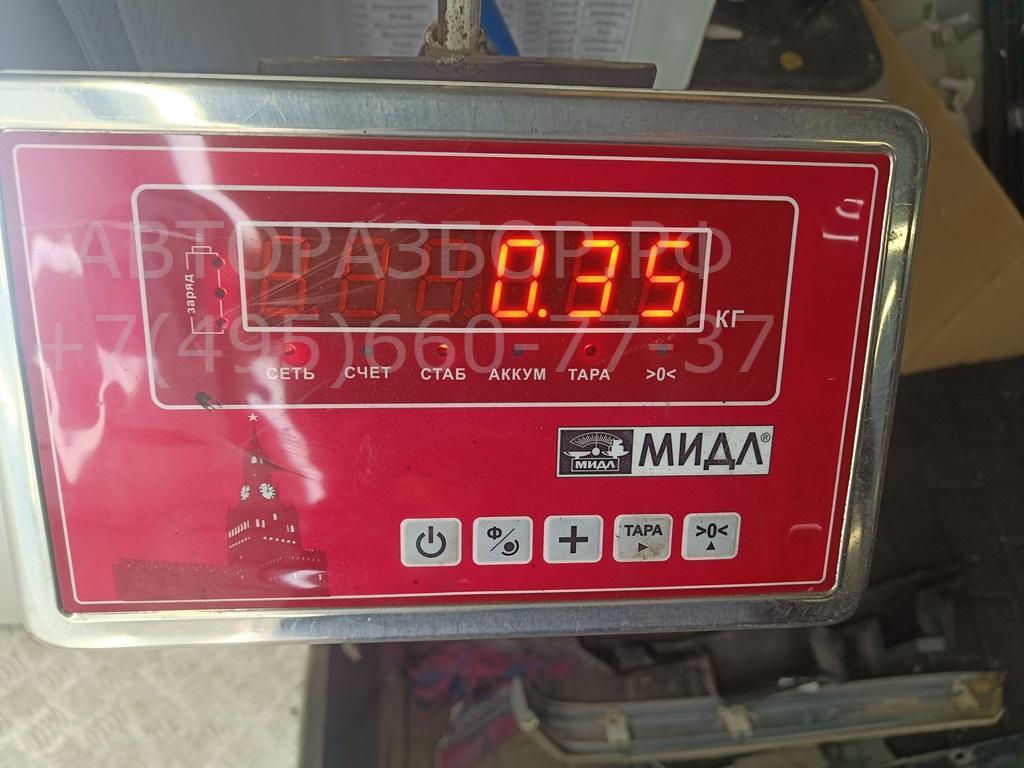 АВТОРАЗБОР.РФ
0.35
заряд
КГ
+7(495)660-77-37
СЕТЬ СЧЕТ СТАБ АККУМ ТАРА >0<
МИДЛ МИДЛ®
Ф ТАРА >0<